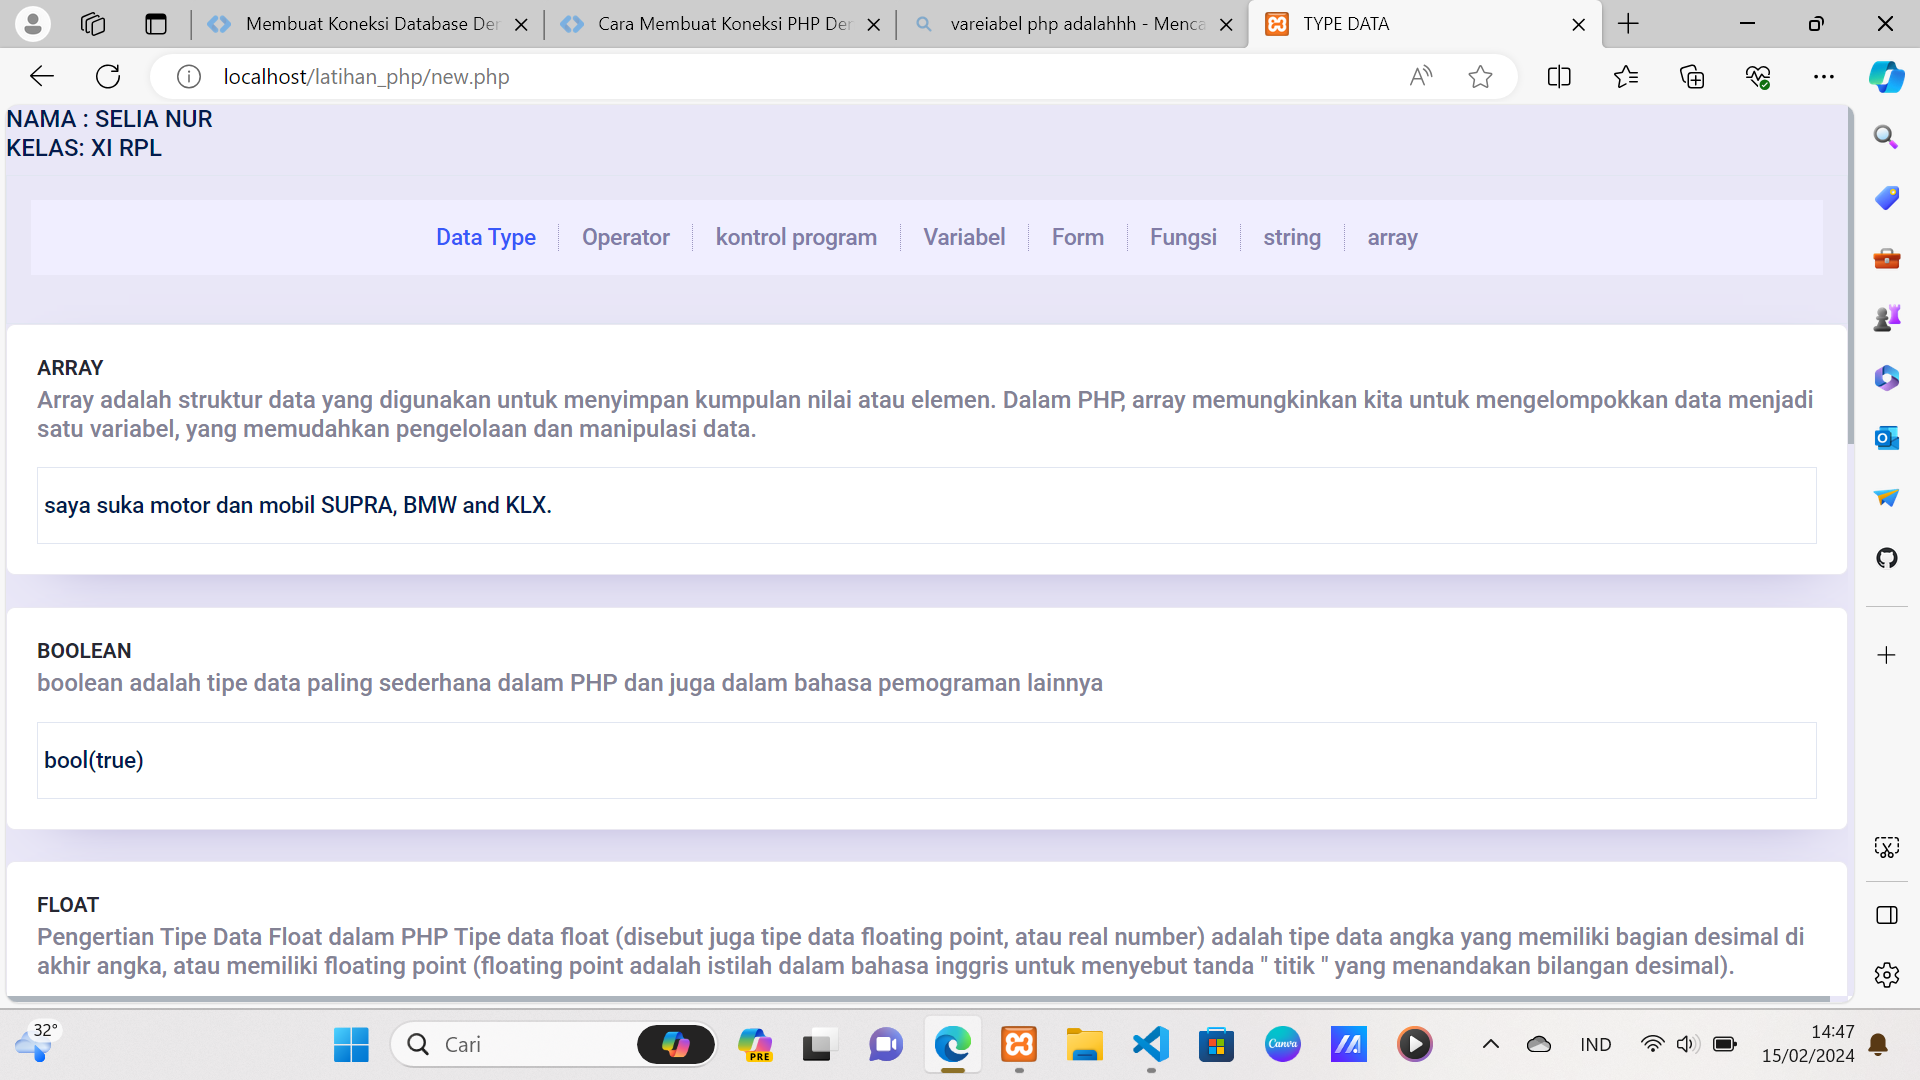 Membuat Koneksi Database Der
Cara Membuat Koneksi PHP Der
vareiabel php adalahhh - Menca
TYPE DATA
localhost/latihan_php/new.php
NAMA : SELIA NUR
KELAS: XI RPL
Data Type
Operator
kontrol program
Variabel
Form
Fungsi
string
array
ARRAY
Array adalah struktur data yang digunakan untuk menyimpan kumpulan nilai atau elemen. Dalam PHP, array memungkinkan kita untuk mengelompokkan data menjadi
satu variabel, yang memudahkan pengelolaan dan manipulasi data.
saya suka motor dan mobil SUPRA, BMW and KLX.
BOOLEAN
boolean adalah tipe data paling sederhana dalam PHP dan juga dalam bahasa pemograman lainnya
bool(true)
FLOAT
Pengertian Tipe Data Float dalam PHP Tipe data float (disebut juga tipe data floating point, atau real number) adalah tipe data angka yang memiliki bagian desimal di
akhir angka, atau memiliki floating point (floating point adalah istilah dalam bahasa inggris untuk menyebut tanda " titik " yang menandakan bilangan desimal).
32°
Cari
PRE
Canva
IND
14:47
15/02/2024